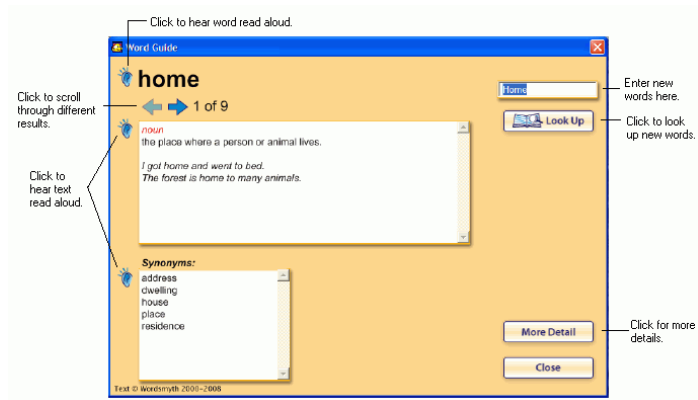 Click to hear word read aloud.
Word Guide
home
Click to scroll
through different
results.
1 of 9
Home
Enter new
words here.
Look Up
Click to look
up new words.
noun
the place where a person or animal lives.
I got home and went to bed.
The forest is home to many animals.
Click to
hear text
read aloud.
Synonyms:
address
dwelling
house
place
residence
More Detail
Click for more
details.
Close
Text © Wordsmyth 2000-2008